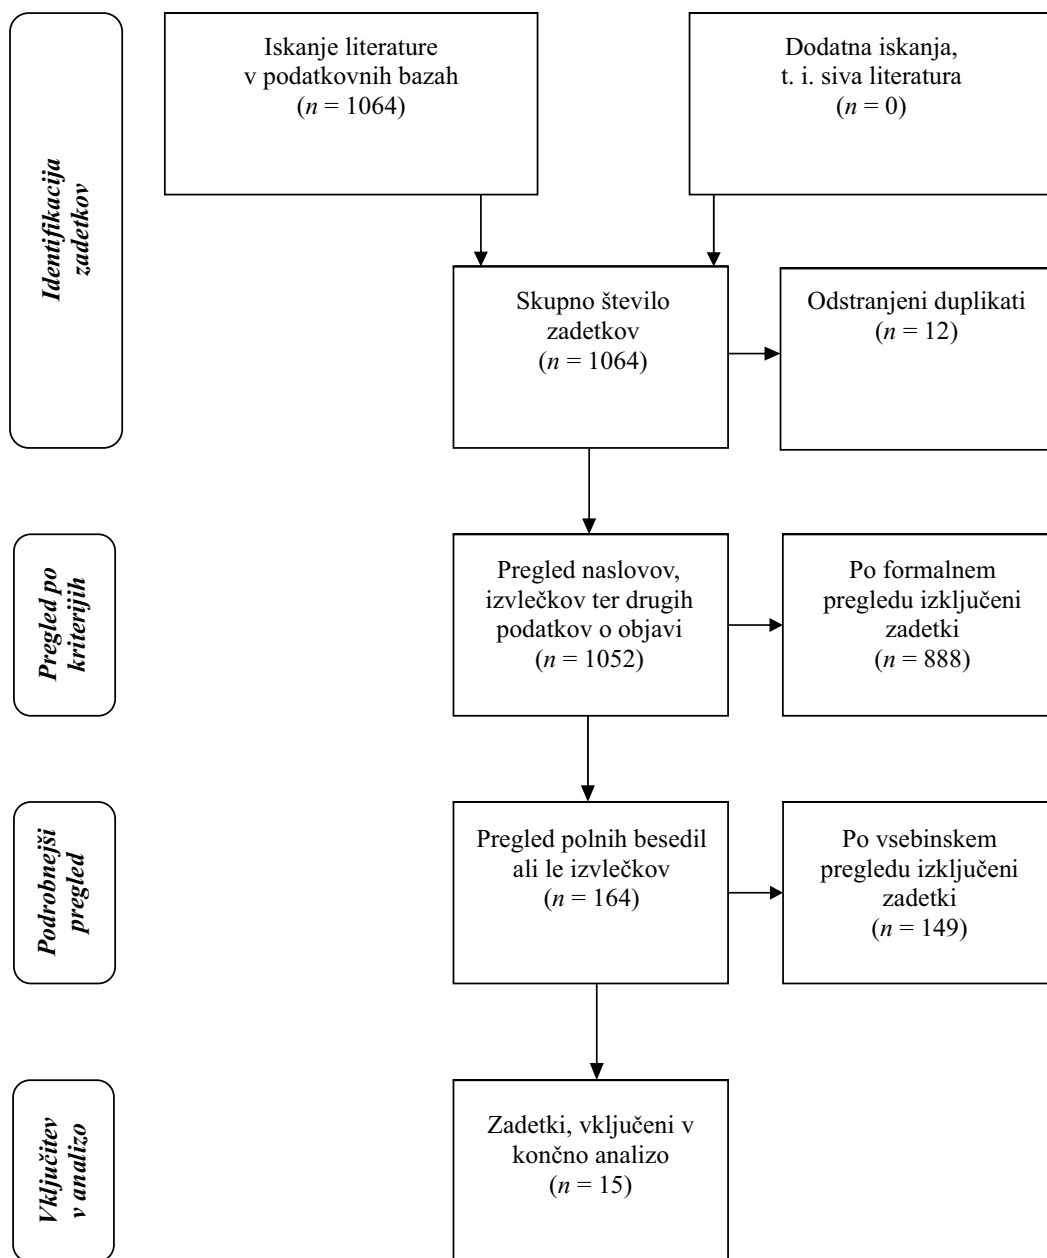 Identifikacija
zadetkov
Iskanje literature
v podatkovnih bazah
(n = 1064)
Dodatna iskanja,
t. i. siva literatura
(n = 0)
Skupno število
zadetkov
(n = 1064)
Odstranjeni duplikati
(n = 12)
Pregled po
kriterijih
Pregled naslovov,
izvlečkov ter drugih
podatkov o objavi
(n = 1052)
Po formalnem
pregledu izključeni
zadetki
(n = 888)
Podrobnejši
pregled
Pregled polnih besedil
ali le izvlečkov
(n = 164)
Po vsebinskem
pregledu izključeni
zadetki
(n = 149)
Vključitev
v analizo
Zadetki, vključeni v
končno analizo
(n = 15)